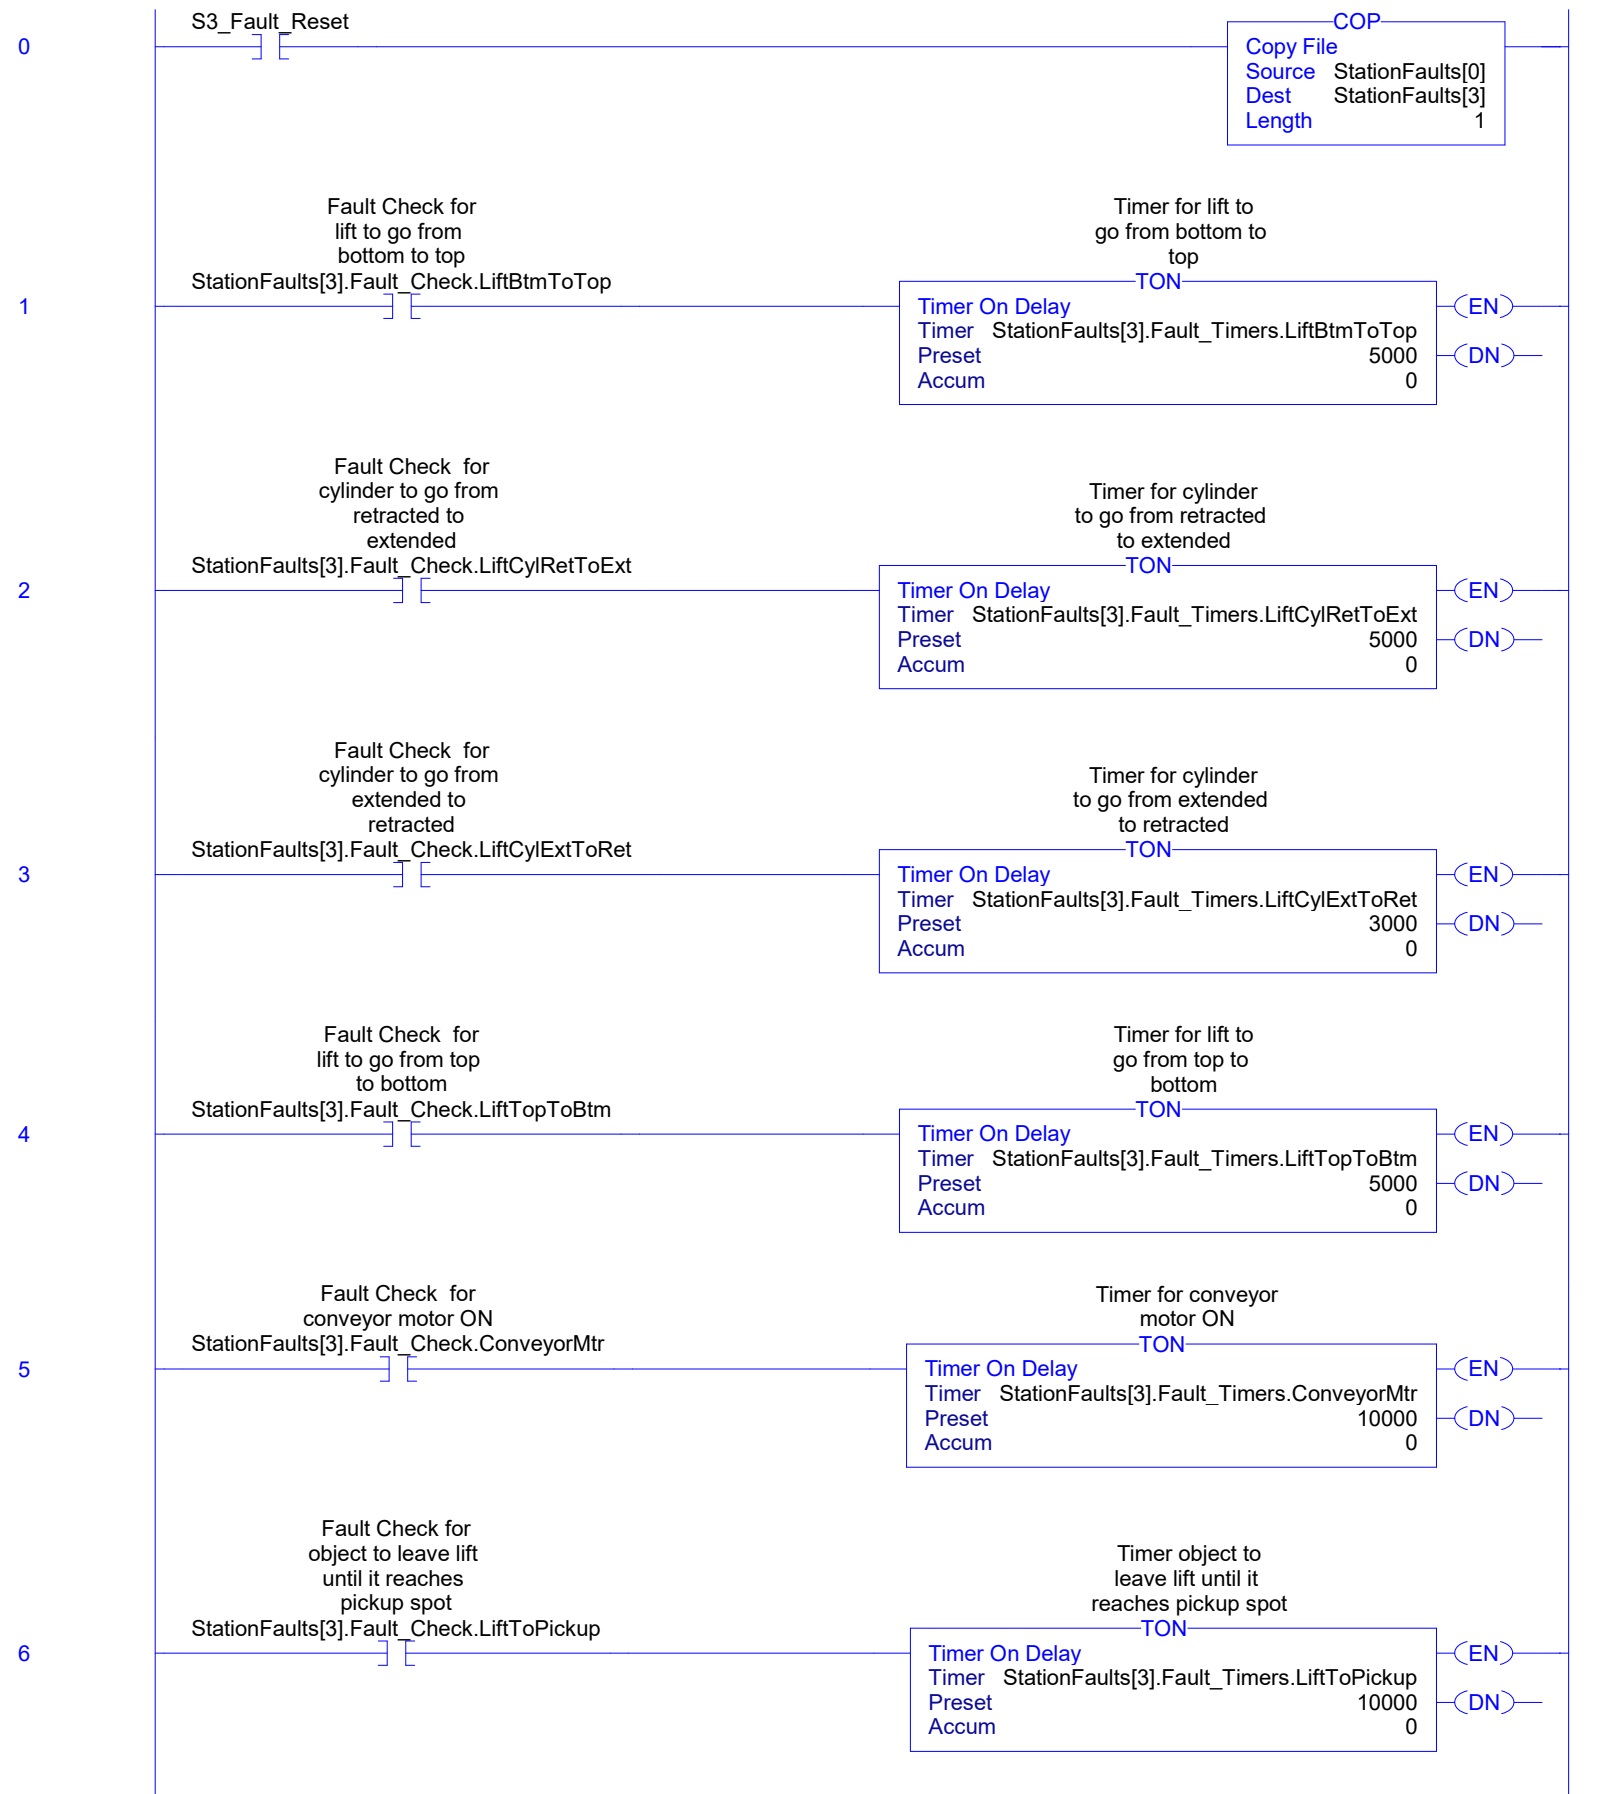 S3_Fault_Reset
COP
0
Copy File
Source StationFaults[0]
Dest StationFaults[3]
Length 1
Fault Check for
lift to go from
bottom to top
StationFaults[3].Fault_Check.LiftBtmToTop
Timer for lift to
go from bottom to
top
TON
1
Timer On Delay
Timer StationFaults[3].Fault_Timers.LiftBtmToTop
Preset 5000
Accum 0
EN
DN
Fault Check  for
cylinder to go from
retracted to
extended
StationFaults[3].Fault_Check.LiftCylRetToExt
Timer for cylinder
to go from retracted
to extended
TON
2
Timer On Delay
Timer StationFaults[3].Fault_Timers.LiftCylRetToExt
Preset 5000
Accum 0
EN
DN
Fault Check  for
cylinder to go from
extended to
retracted
StationFaults[3].Fault_Check.LiftCylExtToRet
Timer for cylinder
to go from extended
to retracted
TON
3
Timer On Delay
Timer StationFaults[3].Fault_Timers.LiftCylExtToRet
Preset 3000
Accum 0
EN
DN
Fault Check  for
lift to go from top
to bottom
StationFaults[3].Fault_Check.LiftTopToBtm
Timer for lift to
go from top to
bottom
TON
4
Timer On Delay
Timer StationFaults[3].Fault_Timers.LiftTopToBtm
Preset 5000
Accum 0
EN
DN
Fault Check  for
conveyor motor ON
StationFaults[3].Fault_Check.ConveyorMtr
Timer for conveyor
motor ON
TON
5
Timer On Delay
Timer StationFaults[3].Fault_Timers.ConveyorMtr
Preset 10000
Accum 0
EN
DN
Fault Check for
object to leave lift
until it reaches
pickup spot
StationFaults[3].Fault_Check.LiftToPickup
Timer object to
leave lift until it
reaches pickup spot
TON
6
Timer On Delay
Timer StationFaults[3].Fault_Timers.LiftToPickup
Preset 10000
Accum 0
EN
DN